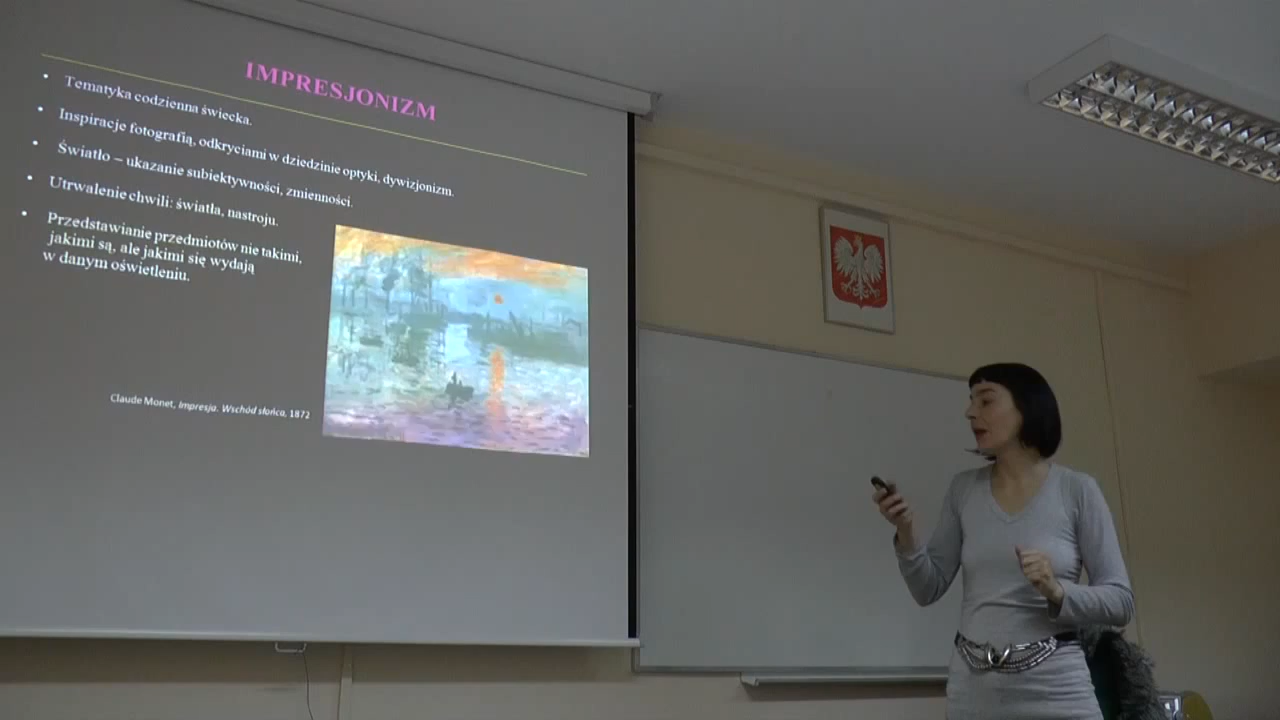 IMPRESJONIZM
• Tematyka codzienna świecka.
• Inspiracje fotografią, odkryciami w dziedzinie optyki, dywizjonizm.
• Światło – ukazanie subiektywności, zmienności.
• Utrwalenie chwili: światła, nastroju.
• Przedstawianie przedmiotów nie takimi,
jakimi są, ale jakimi się wydają
w danym oświetleniu.
Claude Monet, Impresja. Wschód słońca, 1872